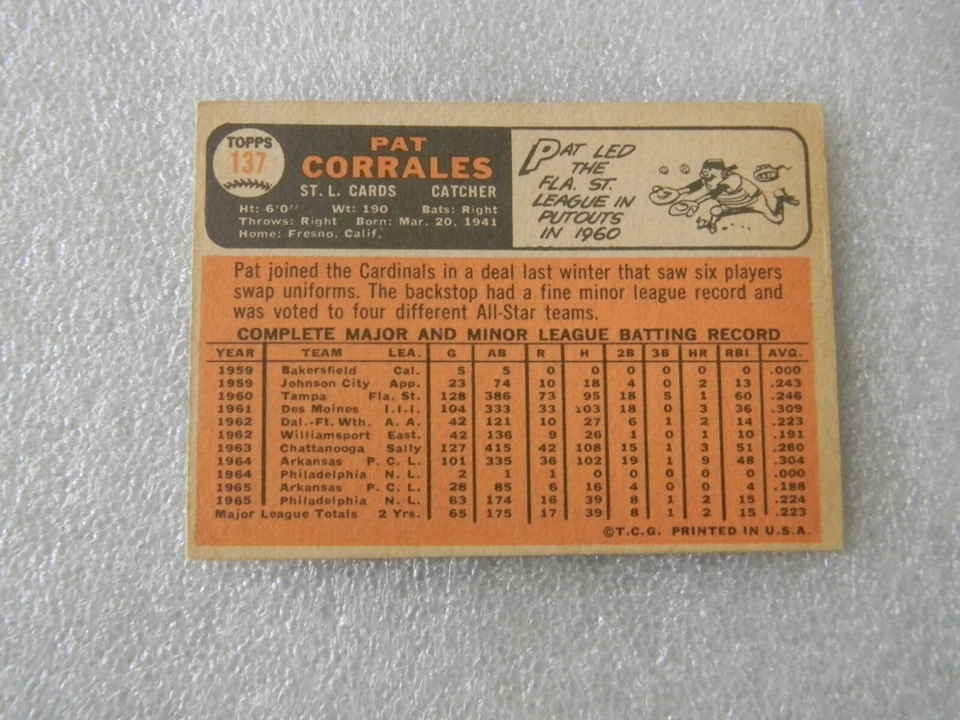 TOPPS
137
PAT
CORRALES
ST. L. CARDS CATCHER
Ht: 6'0" Wt: 190 Bats: Right
Throws: Right Born: Mar. 20, 1941
Home: Fresno, Calif.
PAT LED
THE
FLA. ST.
LEAGUE IN
PUTOUTS
IN 1960
Pat joined the Cardinals in a deal last winter that saw six players
swap uniforms. The backstop had a fine minor league record and
was voted to four different All-Star teams.
COMPLETE MAJOR AND MINOR LEAGUE BATTING RECORD
YEAR TEAM LEA. G AB R H 2B 3B HR RBI AVG.
1959 Bakersfield Cal. 5 5 0 0 0 0 0 0 .000
1959 Johnson City App. 23 74 10 18 4 0 2 13 .243
1960 Tampa Fla. St. 128 386 73 95 18 5 1 60 .246
1961 Des Moines I.I.I. 104 333 33 103 18 0 3 36 .309
1962 Dal.-Ft. Wth. A. A. 42 121 10 27 6 1 2 14 .223
1962 Williamsport East. 42 136 9 26 1 0 1 10 .191
1963 Chattanooga Sally 127 415 42 108 15 1 3 51 .260
1964 Arkansas P. C. L. 101 335 36 102 19 1 9 48 .304
1964 Philadelphia N. L. 2 1 1 0 0 0 0 0 .000
1965 Arkansas P. C. L. 28 85 6 16 4 0 0 4 .188
1965 Philadelphia N. L. 63 174 16 39 8 1 2 15 .224
Major League Totals 2 Yrs. 65 175 17 39 8 1 2 15 .223
©T.C.G. PRINTED IN U.S.A.